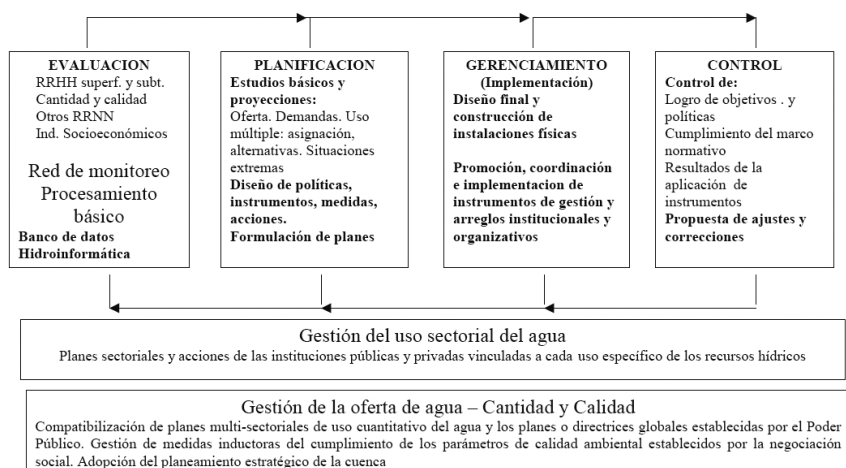 EVALUACION
RRHH superf. y subt.
Cantidad y calidad
Otros RRNN
Ind. Socioeconómicos
Red de monitoreo
Procesamiento
básico
Banco de datos
Hidroinformática
PLANIFICACION
Estudios básicos y
proyecciones:
Oferta. Demandas. Uso
múltiple: asignación,
alternativas. Situaciones
extremas
Diseño de políticas,
instrumentos, medidas,
acciones.
Formulación de planes
GERENCIAMIENTO
(Implementación)
Diseño final y
construcción de
instalaciones físicas
Promoción, coordinación
e implementacion de
instrumentos de gestión y
arreglos institucionales y
organizativos
CONTROL
Control de:
Logro de objetivos . y
políticas
Cumplimiento del marco
normativo
Resultados de la
aplicación de
instrumentos
Propuesta de ajustes y
correcciones
Gestión del uso sectorial del agua
Planes sectoriales y acciones de las instituciones públicas y privadas vinculadas a cada uso específico de los recursos hídricos
Gestión de la oferta de agua – Cantidad y Calidad
Compatibilización de planes multi-sectoriales de uso cuantitativo del agua y los planes o directrices globales establecidas por el Poder
Público. Gestión de medidas inductoras del cumplimiento de los parámetros de calidad ambiental establecidos por la negociación
social. Adopción del planeamiento estratégico de la cuenca